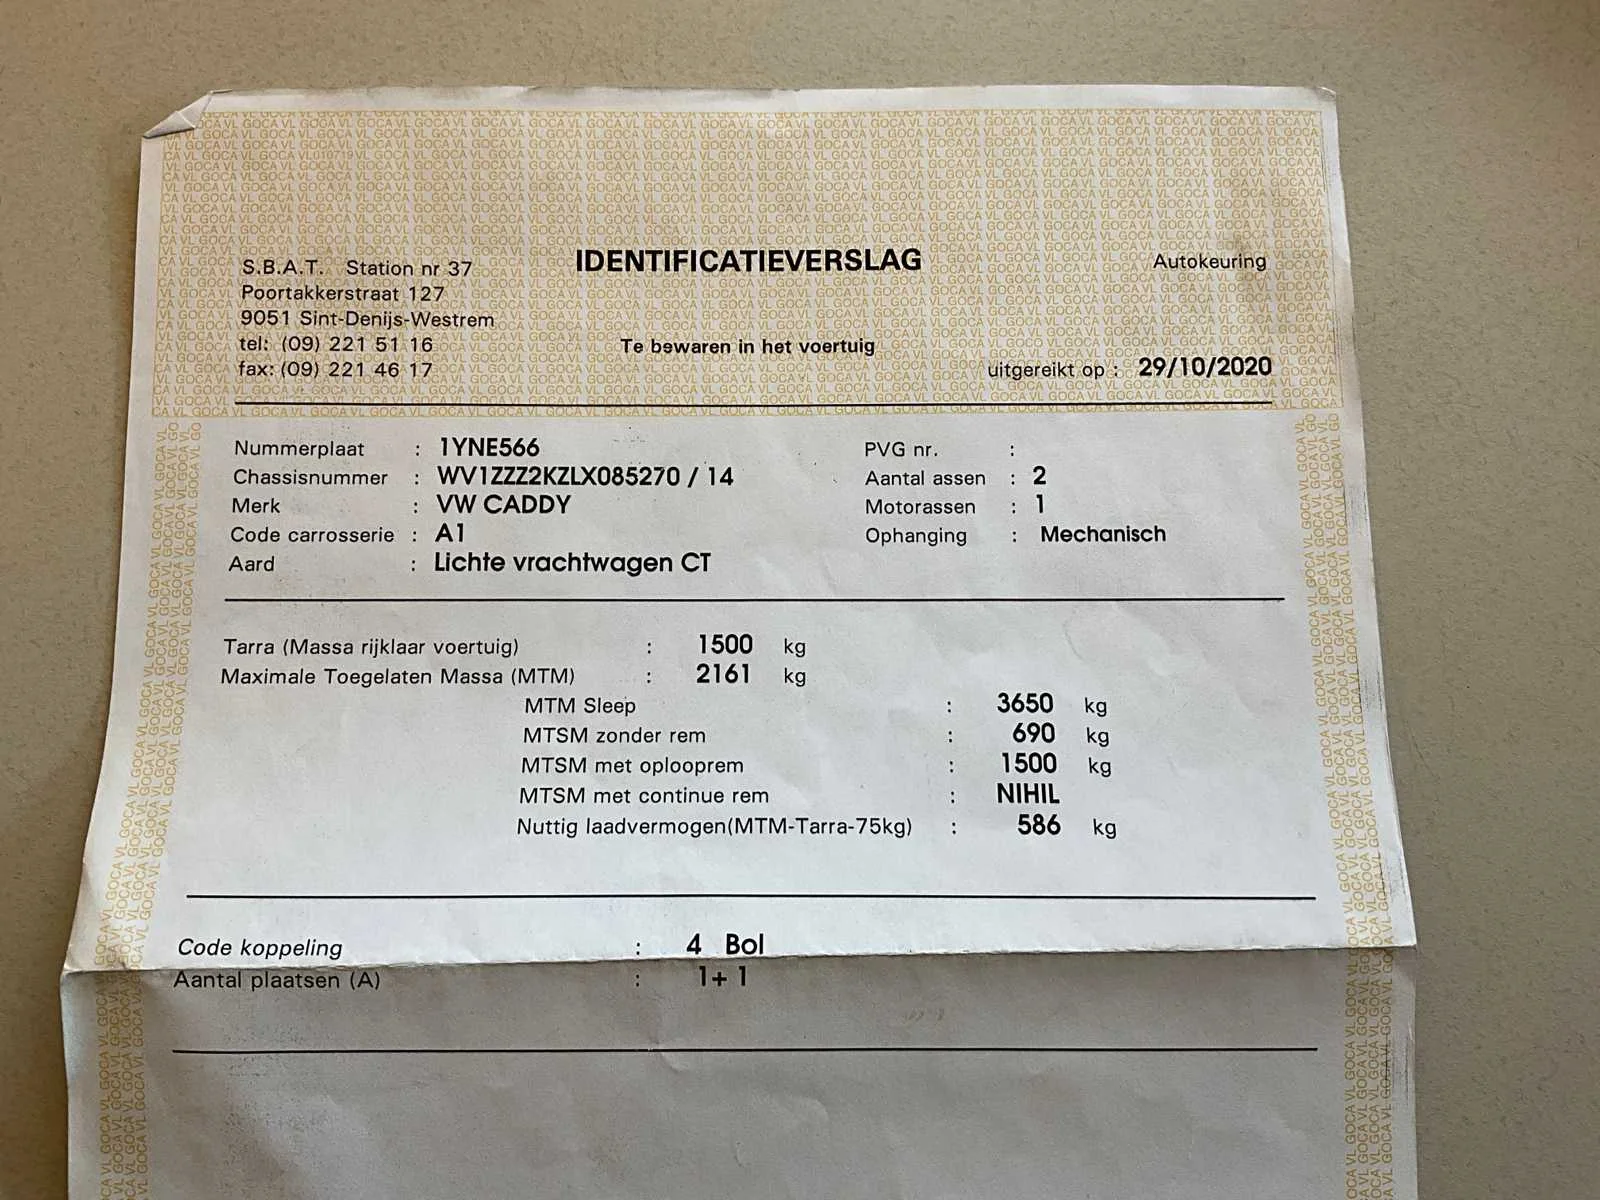 S.B.A.T. Station nr 37
Poortakkerstraat 127
9051 Sint-Denijs-Westrem
tel: (09) 221 51 16
fax: (09) 221 46 17
IDENTIFICATIEVERSLAG
Te bewaren in het voertuig
Autokeuring
uitgereikt op : 29/10/2020
Nummerplaat : 1YNE566
Chassisnummer : WV1ZZZ2KZLX085270 / 14
Merk : VW CADDY
Code carrosserie : A1
Aard : Lichte vrachtwagen CT
PVG nr. :
Aantal assen : 2
Motorassen : 1
Ophanging : Mechanisch
Tarra (Massa rijklaar voertuig) : 1500 kg
Maximale Toegelaten Massa (MTM) : 2161 kg
MTM Sleep : 3650 kg
MTSM zonder rem : 690 kg
MTSM met oplooprem : 1500 kg
MTSM met continue rem : NIHIL
Nuttig laadvermogen(MTM-Tarra-75kg) : 586 kg
Code koppeling : 4 Bol
Aantal plaatsen (A) : 1+ 1